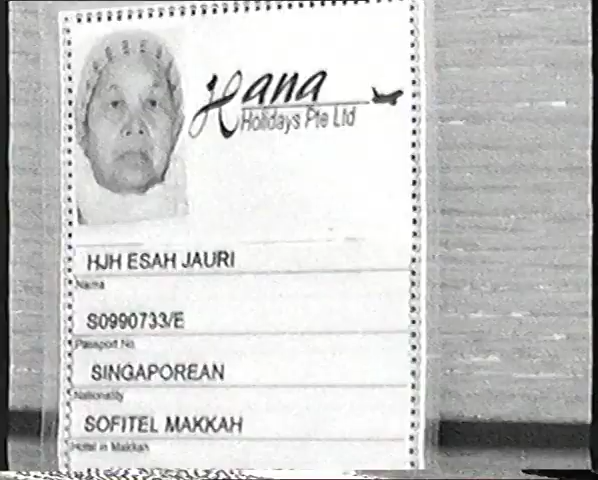 Hana
Holidays Pte Ltd
HJH ESAH JAURI
Name
S0990733/E
Passport No
SINGAPOREAN
Nationality
SOFITEL MAKKAH
Hotel in Makkah